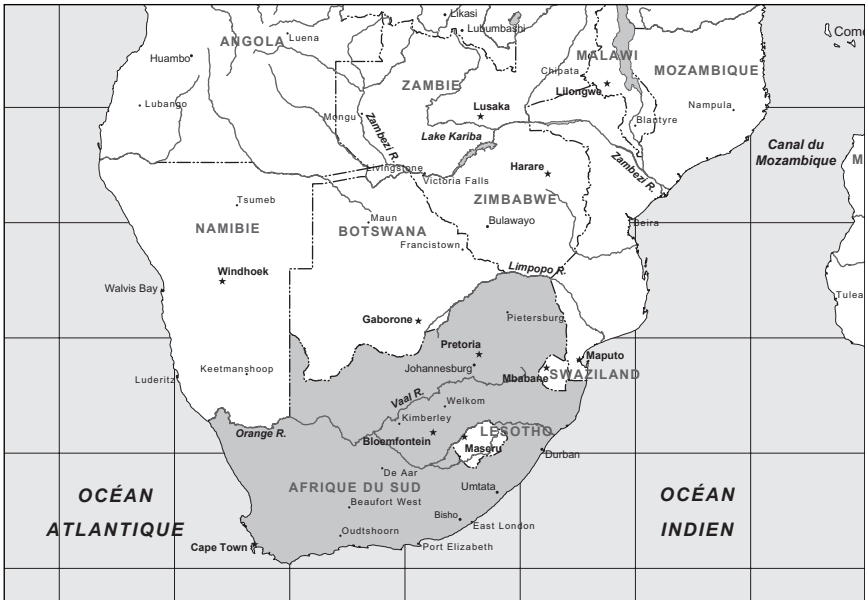 Likasi
Lubumbashi
ANGOLA
Luena
Huambo
MALAWI
Como
MOZAMBIQUE
ZAMBIE
Chipata
Lilongwe
Lubango
Lusaka
Nampula
Mongu
Zambezi R.
Lake Kariba
Blantyre
Canal du
Mozambique
M
Livingstone
Victoria Falls
Harare
Zambezi R.
Tsumeb
ZIMBABWE
NAMIBIE
Maun
BOTSWANA
Bulawayo
Beira
Francistown
Windhoek
Limpopo R.
Walvis Bay
Tulea
Gaborone
Pietersburg
Pretoria
Maputo
Johannesburg
Keetmanshoop
Luderitz
Mbabane
SWAZILAND
Vaal R.
Welkom
Kimberley
Orange R.
Bloemfontein
LESOTHO
Maseru
Durban
De Aar
AFRIQUE DU SUD
Umtata
OCÉAN
ATLANTIQUE
Beaufort West
OCÉAN
INDIEN
Bisho
East London
Oudtshoorn
Cape Town
Port Elizabeth